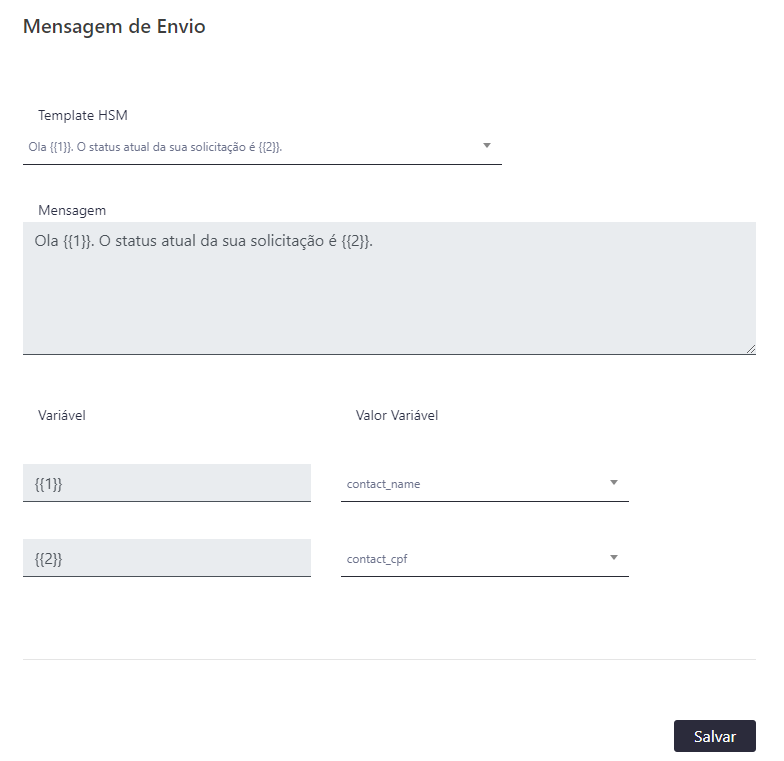 Mensagem de Envio
Template HSM
Ola {{1}}. O status atual da sua solicitação é {{2}}.
Mensagem
Ola {{1}}. O status atual da sua solicitação é {{2}}.
Variável Valor Variável
{{1}} contact_name
{{2}} contact_cpf
Salvar